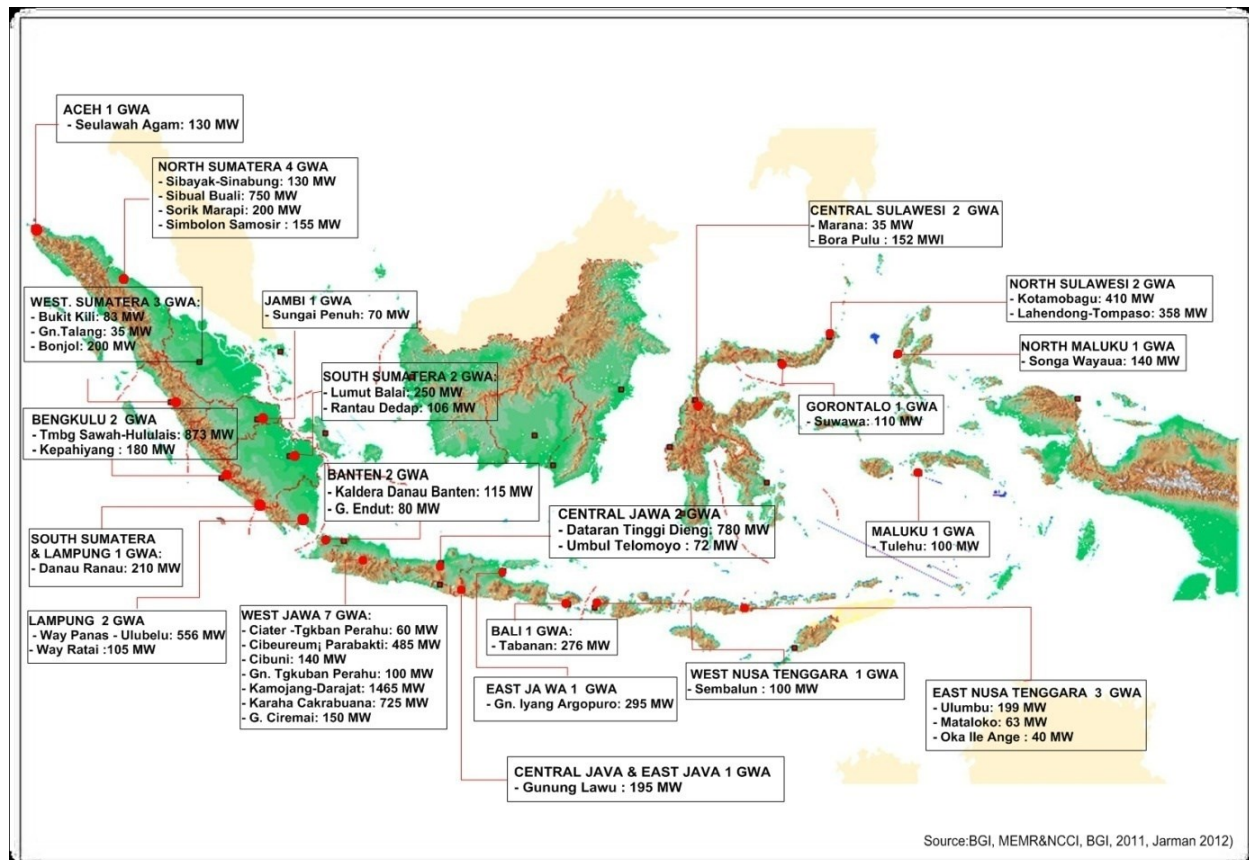 ACEH 1 GWA
- Seulawah Agam: 130 MW
NORTH SUMATERA 4 GWA
- Sibayak-Sinabung: 130 MW
- Sibual Buali: 750 MW
- Sorik Marapi: 200 MW
- Simbolon Samosir : 155 MW
CENTRAL SULAWESI 2 GWA
- Marana: 35 MW
- Bora Pulu : 152 MWI
NORTH SULAWESI 2 GWA
- Kotamobagu: 410 MW
- Lahendong-Tompaso: 358 MW
WEST. SUMATERA 3 GWA:
- Bukit Kili: 83 MW
- Gn.Talang: 35 MW
- Bonjol: 200 MW
JAMBI 1 GWA
- Sungai Penuh: 70 MW
NORTH MALUKU 1 GWA
- Songa Wayaua: 140 MW
SOUTH SUMATERA 2 GWA:
- Lumut Balai: 250 MW
- Rantau Dedap: 106 MW
GORONTALO 1 GWA
- Suwawa: 110 MW
BENGKULU 2 GWA
- Tmbg Sawah-Hululais: 873 MW
- Kepahiyang : 180 MW
BANTEN 2 GWA
- Kaldera Danau Banten: 115 MW
- G. Endut: 80 MW
CENTRAL JAWA 2 GWA
- Dataran Tinggi Dieng: 780 MW
- Umbul Telomoyo : 72 MW
MALUKU 1 GWA
- Tulehu: 100 MW
SOUTH SUMATERA
& LAMPUNG 1 GWA:
- Danau Ranau: 210 MW
LAMPUNG 2 GWA
- Way Panas - Ulubelu: 556 MW
- Way Ratai :105 MW
WEST JAWA 7 GWA:
- Ciater -Tgkban Perahu: 60 MW
- Cibeureum¡ Parabakti: 485 MW
- Cibuni: 140 MW
- Gn. Tgkuban Perahu: 100 MW
- Kamojang-Darajat: 1465 MW
- Karaha Cakrabuana: 725 MW
- G. Ciremai: 150 MW
BALI 1 GWA:
- Tabanan: 276 MW
EAST JA WA 1 GWA
- Gn. Iyang Argopuro: 295 MW
WEST NUSA TENGGARA 1 GWA
- Sembalun : 100 MW
EAST NUSA TENGGARA 3 GWA
- Ulumbu: 199 MW
- Mataloko: 63 MW
- Oka Ile Ange : 40 MW
CENTRAL JAVA & EAST JAVA 1 GWA
- Gunung Lawu : 195 MW
Source:BGI, MEMR&NCCI, BGI, 2011, Jarman 2012)